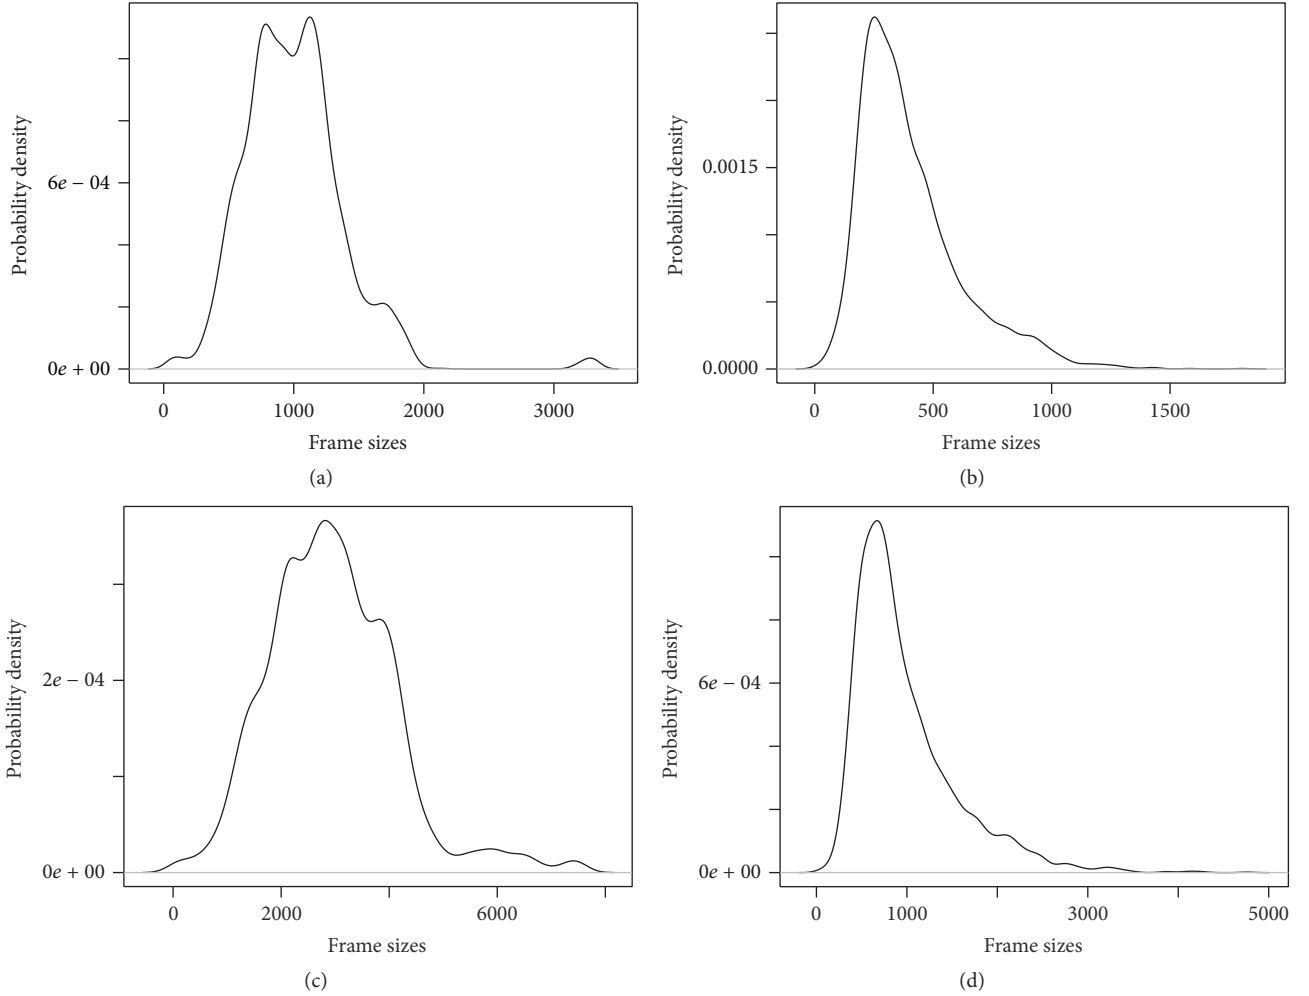 Probability density
6e − 04
0e + 00
0
1000
2000
3000
Frame sizes
(a)
Probability density
0.0015
0.0000
0
500
1000
1500
Frame sizes
(b)
Probability density
2e − 04
0e + 00
0
2000
6000
Frame sizes
(c)
Probability density
6e − 04
0e + 00
0
1000
3000
5000
Frame sizes
(d)